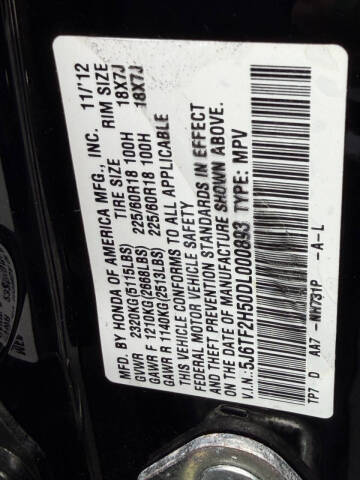 MFD. BY HONDA OF AMERICA MFG., INC. 11/'12
TIRE SIZE RIM SIZE
GVWR 2320KG(5115LBS)
GAWR F 1210KG(2668LBS) 225/60R18 100H 18X7J
GAWR R 1140KG(2513LBS) 225/60R18 100H 18X7J
THIS VEHICLE CONFORMS TO ALL APPLICABLE
FEDERAL MOTOR VEHICLE SAFETY, BUMPER,
AND THEFT PREVENTION STANDARDS IN EFFECT
ON THE DATE OF MANUFACTURE SHOWN ABOVE.
V.I.N.:5J6TF2H50DL000893 TYPE: MPV
TP7 D AA7 -NH731P -A-L